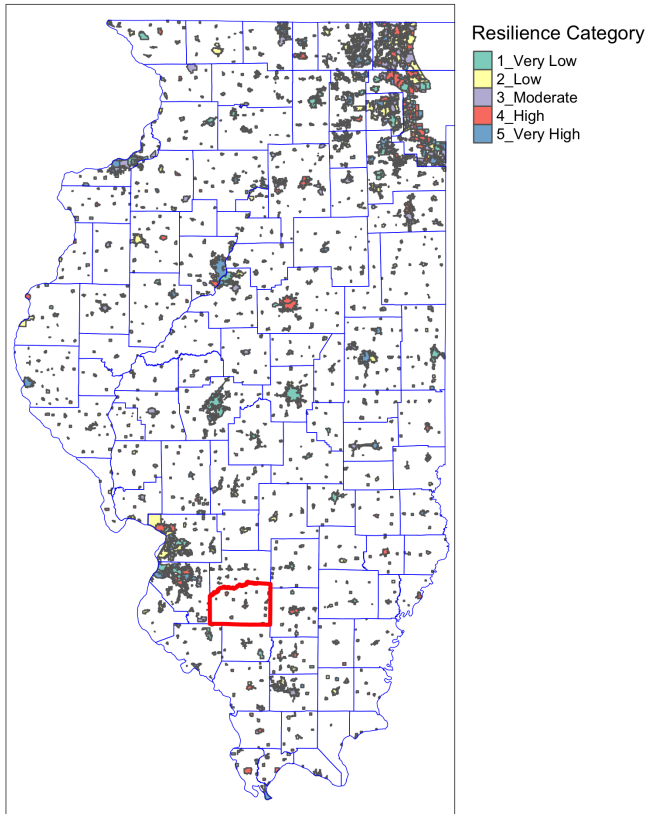 Resilience Category
1_Very Low
2_Low
3_Moderate
4_High
5_Very High